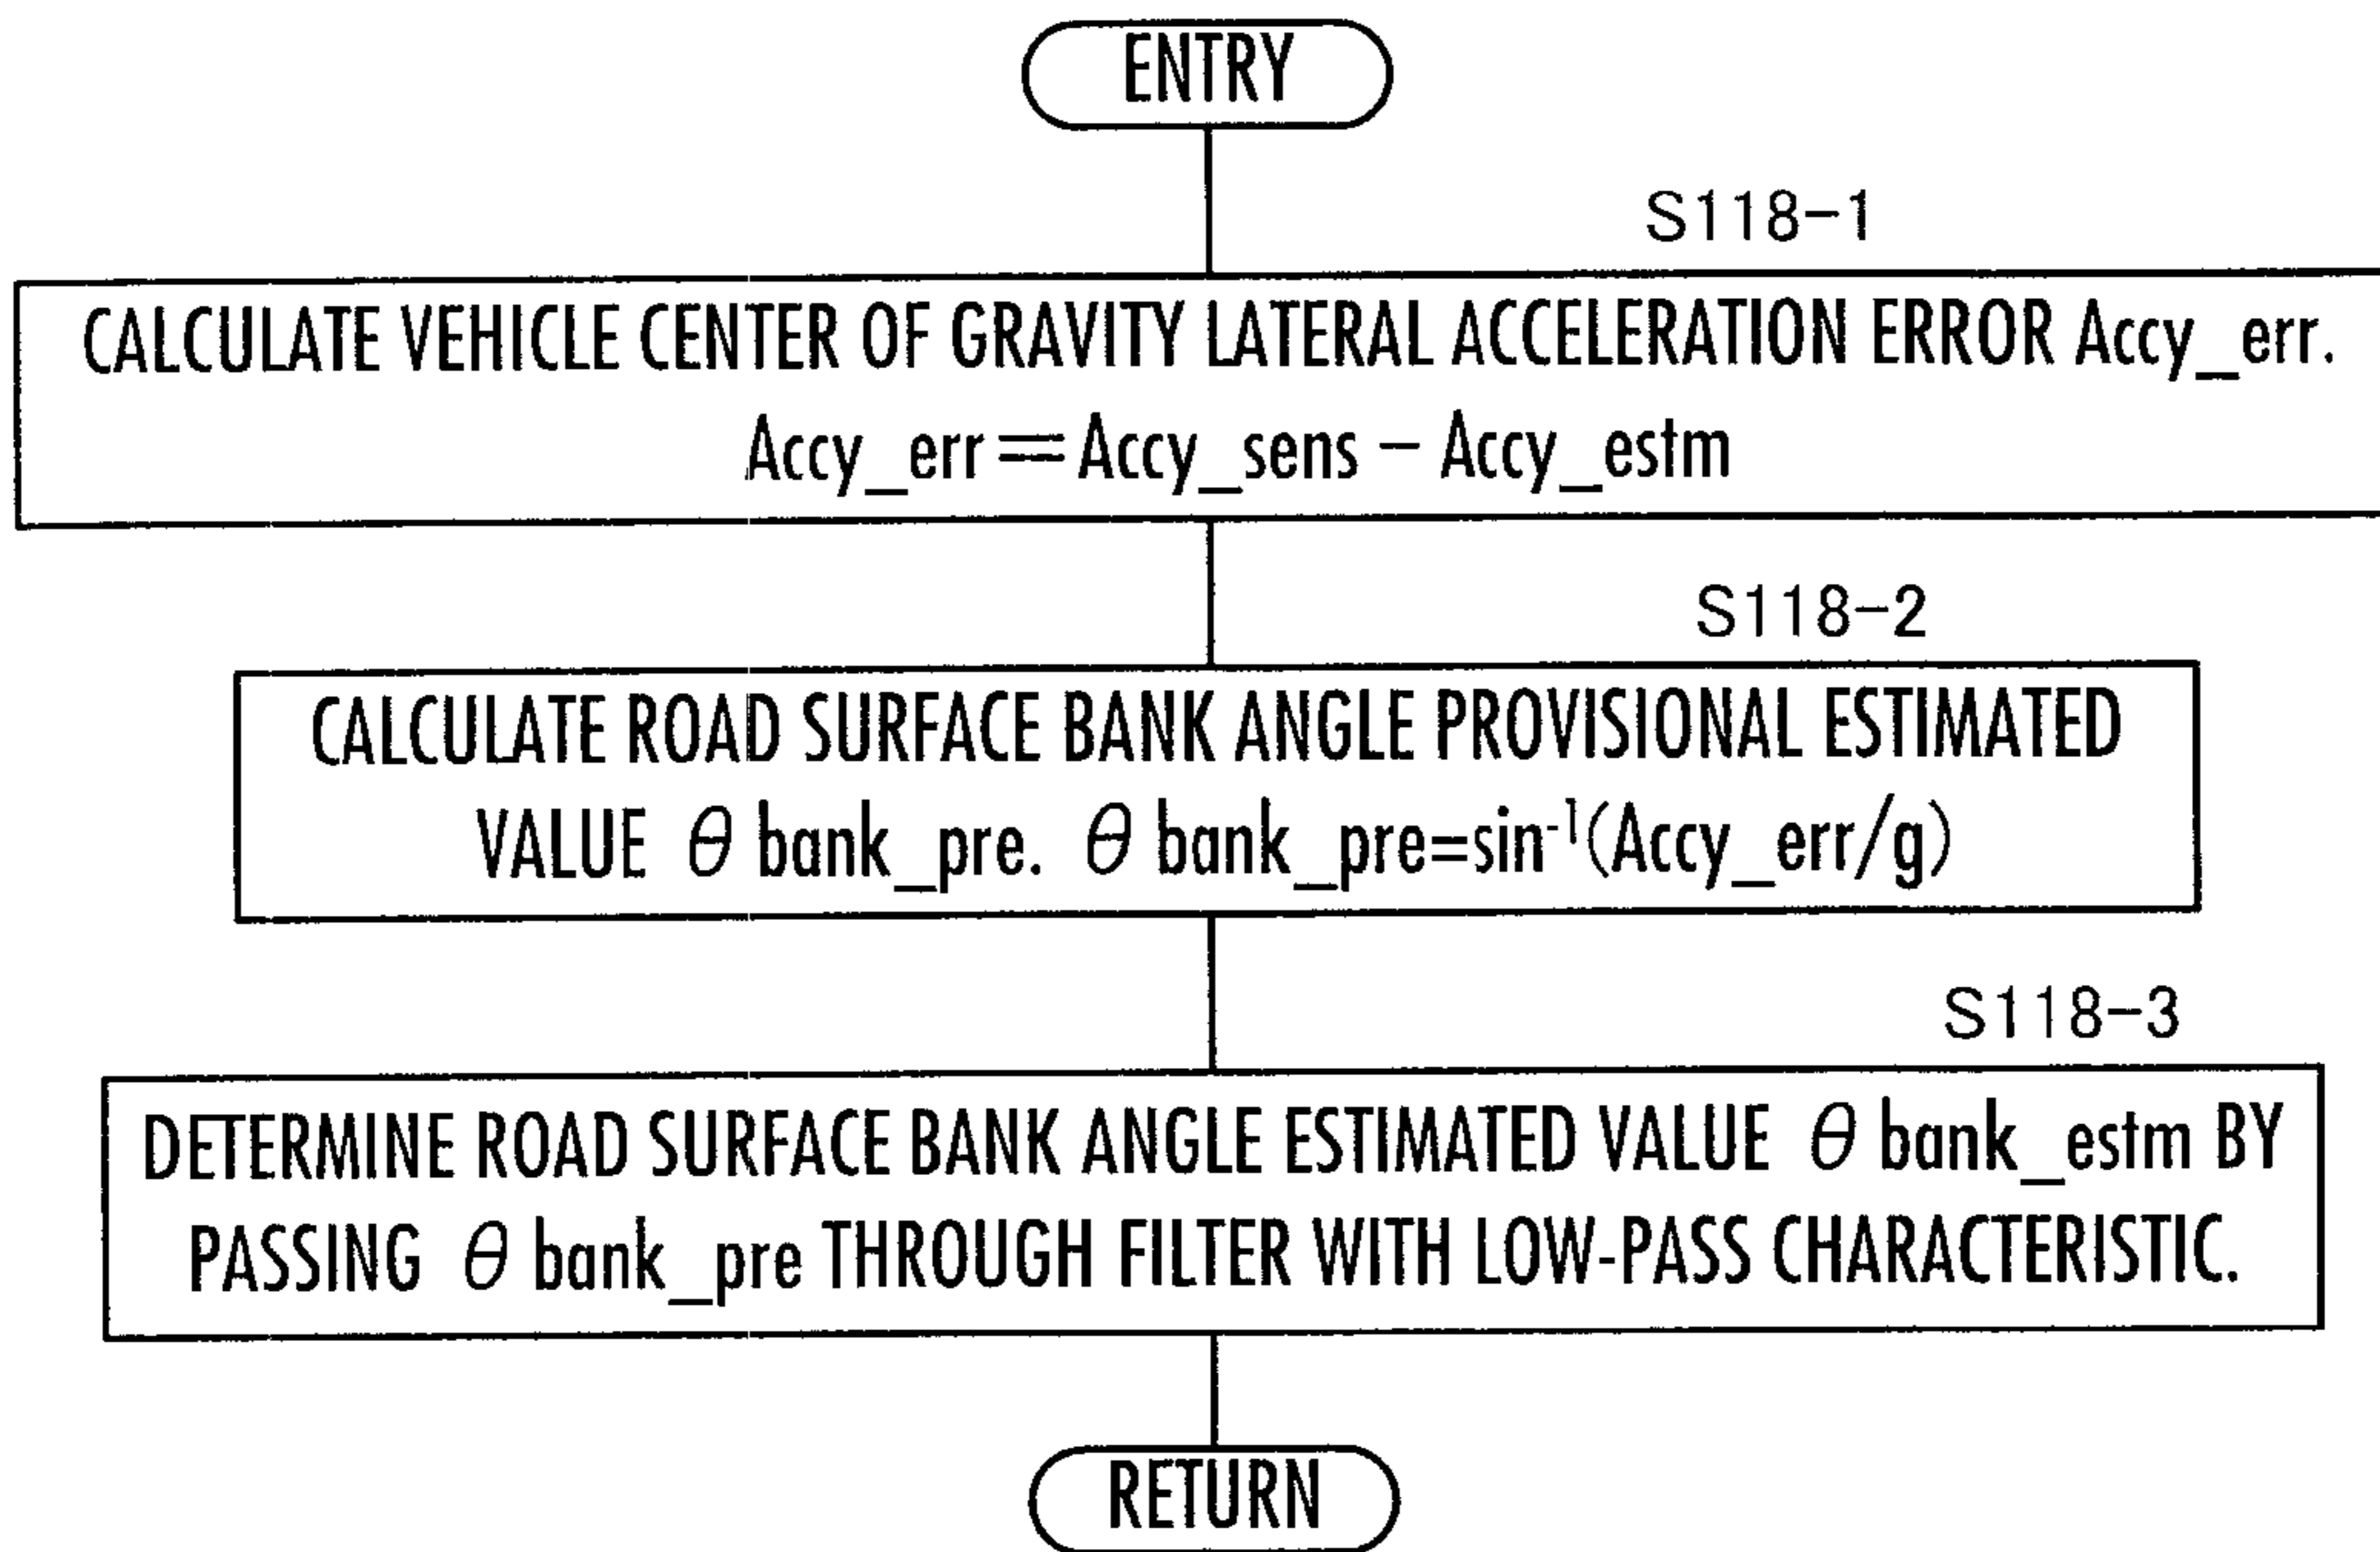 ENTRY
S118-1
CALCULATE VEHICLE CENTER OF GRAVITY LATERAL ACCELERATION ERROR Accy_err.
Accy_err=Accy_sens − Accy_estm
S118-2
CALCULATE ROAD SURFACE BANK ANGLE PROVISIONAL ESTIMATED
VALUE θ bank_pre. θ bank_pre=sin⁻¹(Accy_err/g)
S118-3
DETERMINE ROAD SURFACE BANK ANGLE ESTIMATED VALUE θ bank_estm BY
PASSING θ bank_pre THROUGH FILTER WITH LOW-PASS CHARACTERISTIC.
RETURN